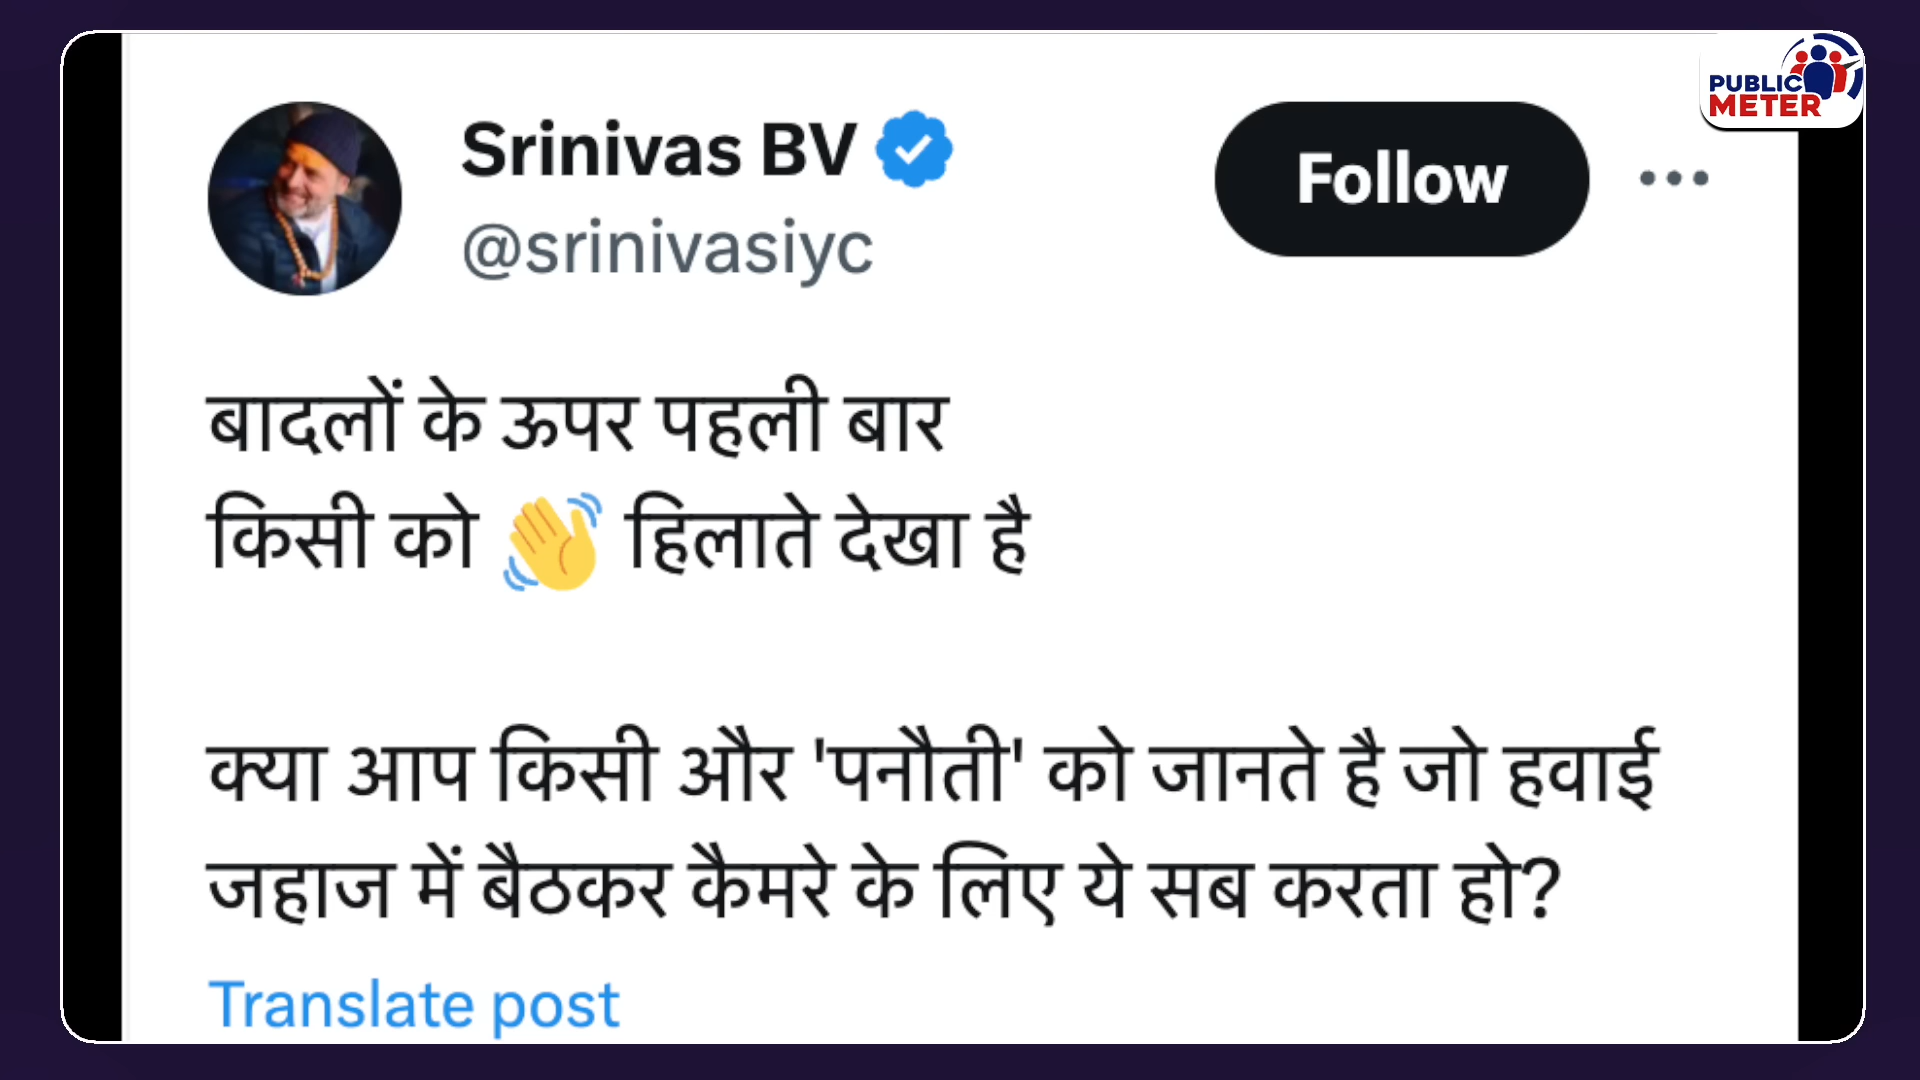 PUBLIC
METER
Srinivas BV
@srinivasiyc
Follow
बादलों के ऊपर पहली बार
किसी को 👋 हिलाते देखा है
क्या आप किसी और 'पनौती' को जानते है जो हवाई
जहाज में बैठकर कैमरे के लिए ये सब करता हो?
Translate post